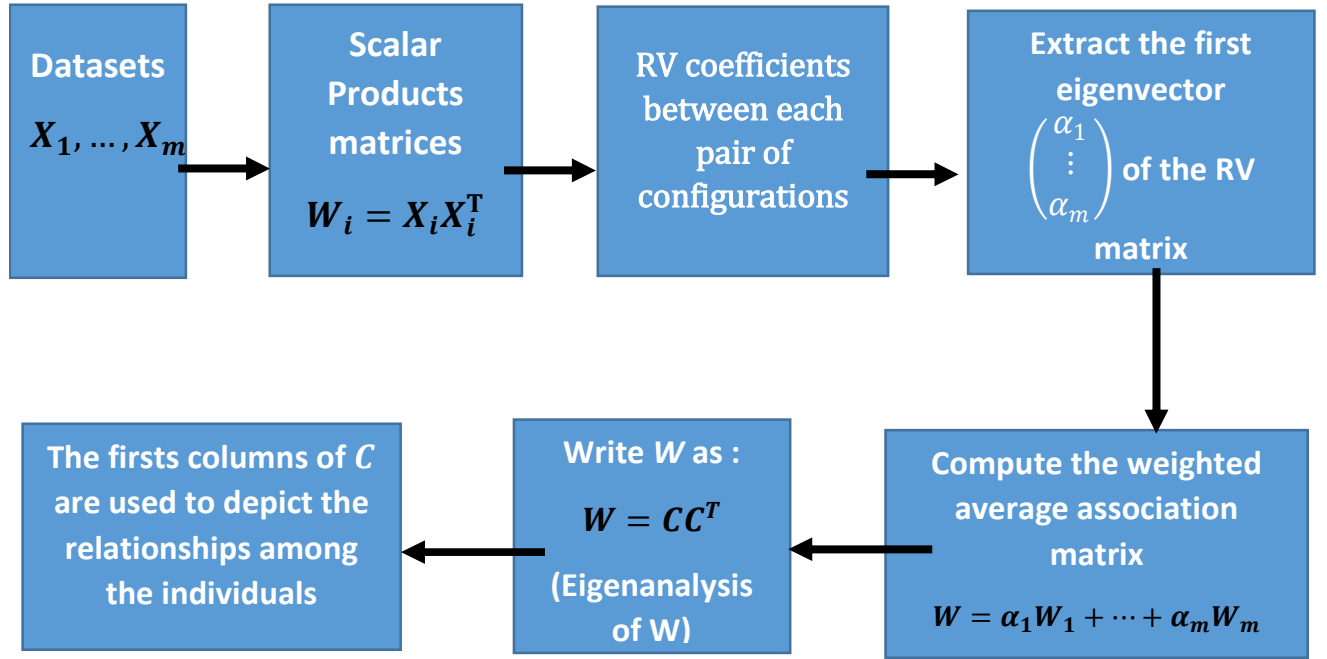 Datasets
X₁, … , Xₘ
Scalar
Products
matrices
Wᵢ = XᵢXᵢᵀ
RV coefficients
between each
pair of
configurations
Extract the first
eigenvector
(α₁ ⋮ αₘ) of the RV
matrix
Compute the weighted
average association
matrix
W = α₁W₁ + ⋯ + αₘWₘ
Write W as :
W = CCᵀ
(Eigenanalysis
of W)
The firsts columns of C
are used to depict the
relationships among
the individuals